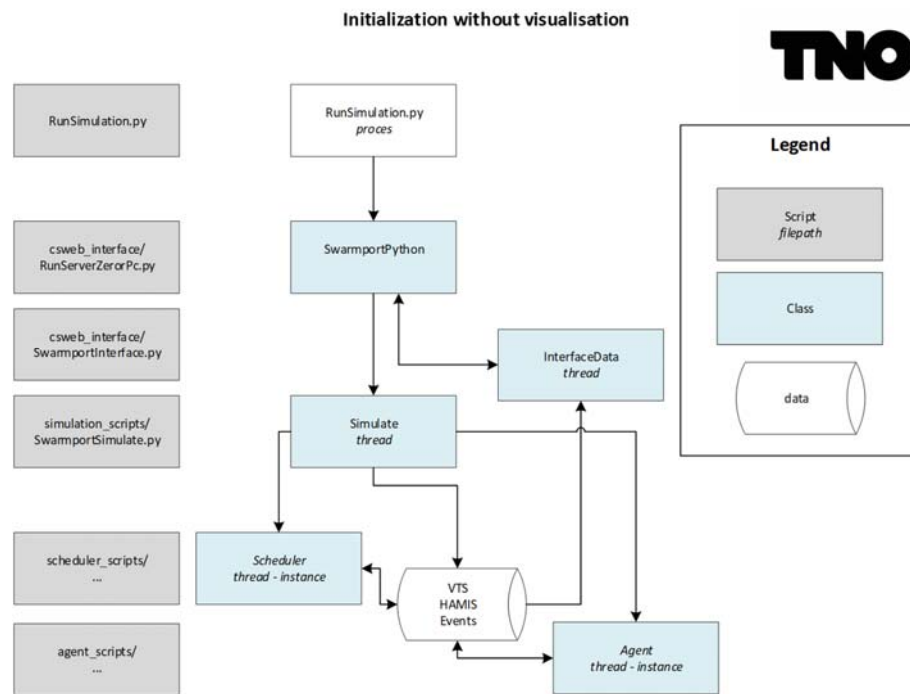 Initialization without visualisation
TNO
RunSimulation.py
RunSimulation.py
proces
Legend
Script
filepath
csweb_interface/
RunServerZerorPc.py
SwarmportPython
Class
csweb_interface/
SwarmportInterface.py
InterfaceData
thread
data
simulation_scripts/
SwarmportSimulate.py
Simulate
thread
scheduler_scripts/
...
Scheduler
thread - instance
VTS
HAMIS
Events
agent_scripts/
...
Agent
thread - instance